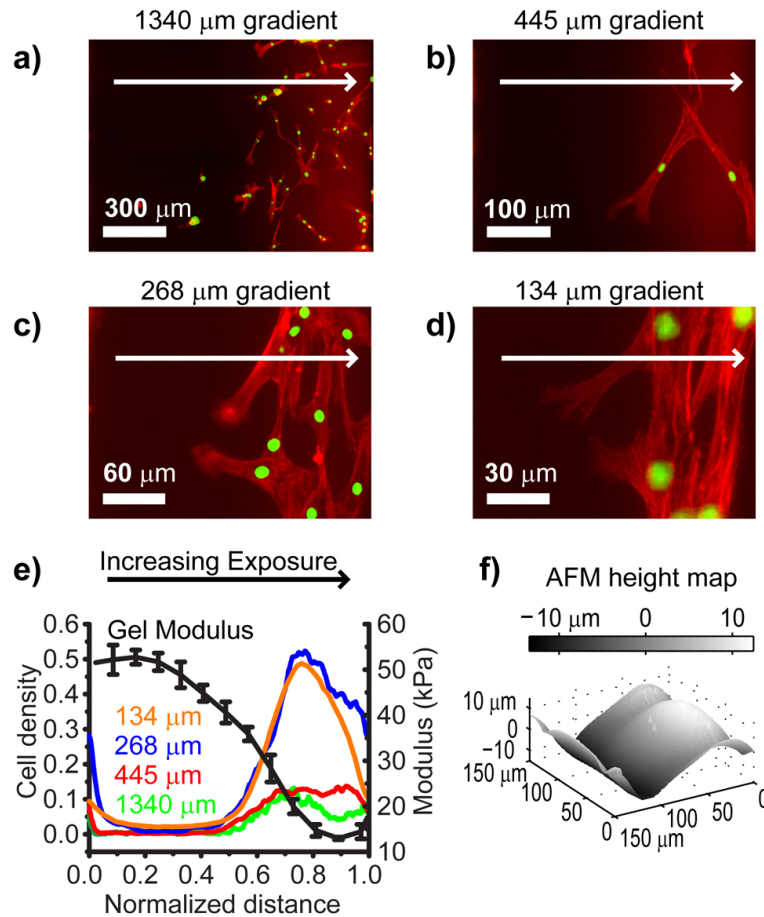 1340 μm gradient
445 μm gradient
a)
b)
300 μm
100 μm
268 μm gradient
134 μm gradient
c)
d)
60 μm
30 μm
e)
Increasing Exposure
f)
AFM height map
−10 μm 0 10
Gel Modulus
134 μm
268 μm
445 μm
1340 μm
Cell density
0.6
0.5
0.4
0.3
0.2
0.1
0.0
Modulus (kPa)
60
50
40
30
20
10
0.0 0.2 0.4 0.6 0.8 1.0
Normalized distance
10 μm
0
−10
150 μm
100
50
0
150 μm
100
50
0